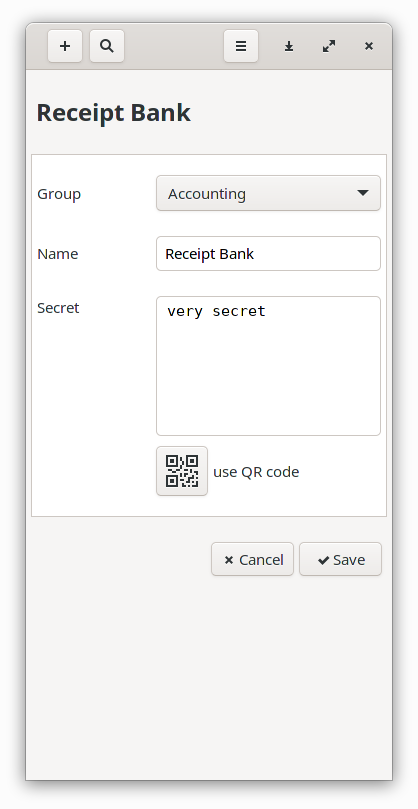 Receipt Bank
Group
Accounting
Name
Receipt Bank
Secret
very secret
use QR code
Cancel
Save